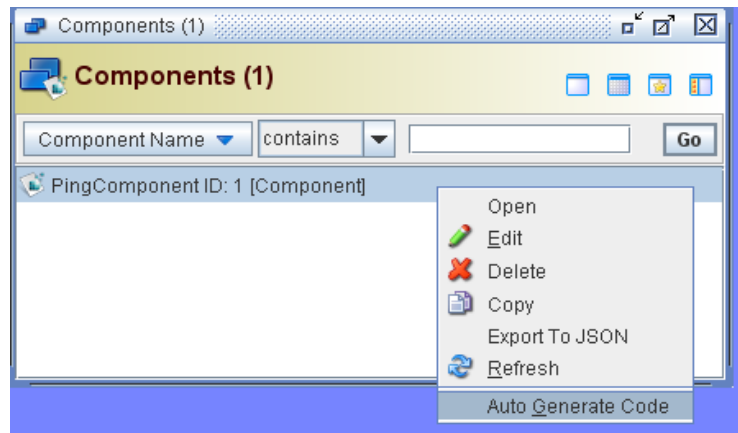 Components (1)
Components (1)
Component Name contains Go
PingComponent ID: 1 [Component]
Open
Edit
Delete
Copy
Export To JSON
Refresh
Auto Generate Code